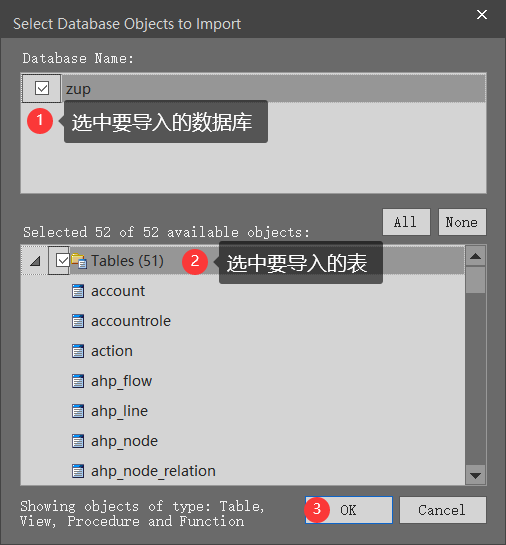 Select Database Objects to Import
Database Name:
zup
1 选中要导入的数据库
All None
Selected 52 of 52 available objects:
Tables (51) 2 选中要导入的表
account
accountrole
action
ahp_flow
ahp_line
ahp_node
ahp_node_relation
Showing objects of type: Table,
View, Procedure and Function
3 OK Cancel